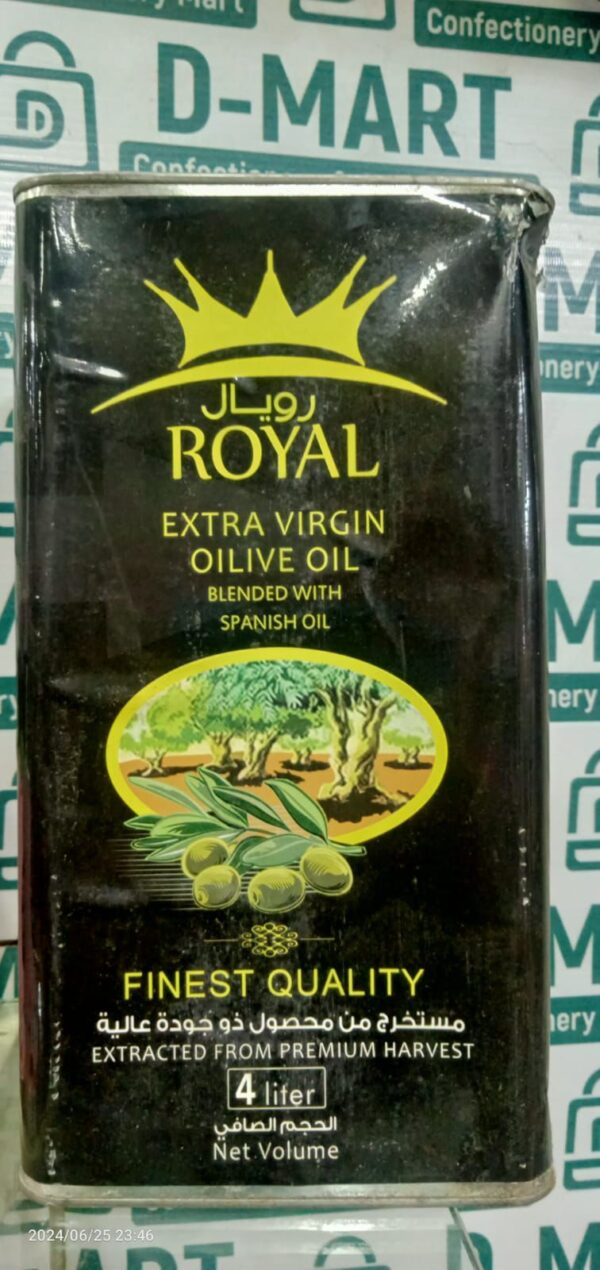 Mart
Confectionery
D
D-MART
رويال
ROYAL
EXTRA VIRGIN
OILIVE OIL
BLENDED WITH
SPANISH OIL
FINEST QUALITY
مستخرج من محصول ذو جودة عالية
EXTRACTED FROM PREMIUM HARVEST
4 liter
الحجم الصافي
Net Volume
2024/06/25 23:46